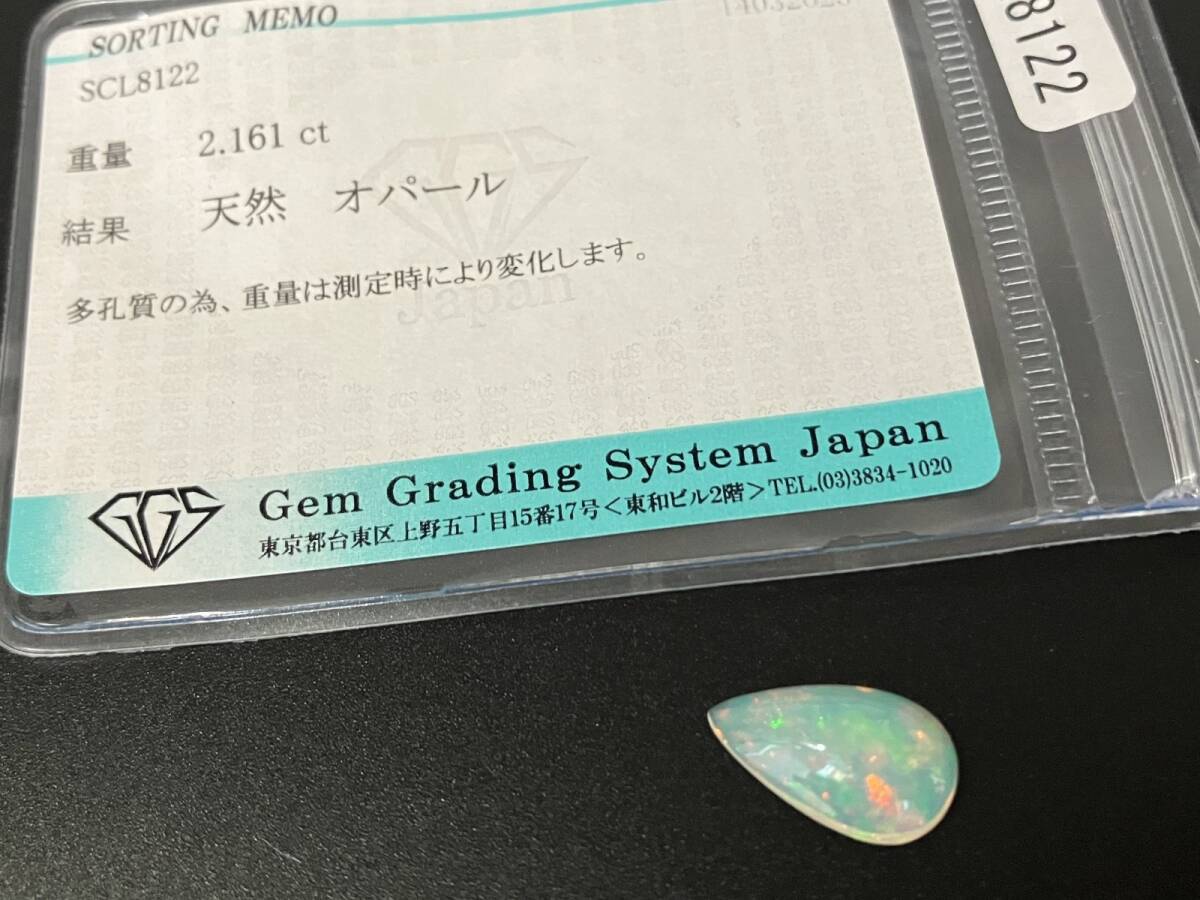 SORTING MEMO
SCL8122
重量 2.161 ct
結果 天然 オパール
多孔質の為、重量は測定時により変化します。
Japan
GGS Gem Grading System Japan
東京都台東区上野五丁目15番17号<東和ビル2階>TEL.(03)3834-1020
8122